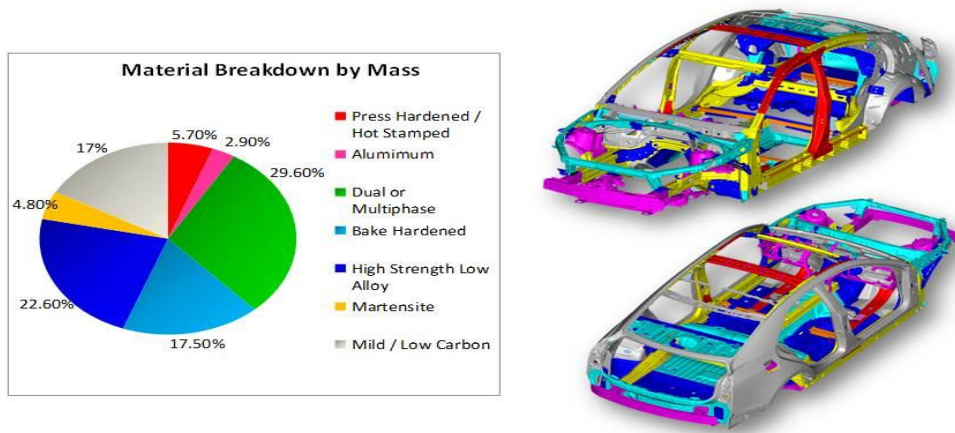 Material Breakdown by Mass
5.70%
2.90%
29.60%
17.50%
22.60%
4.80%
17%
Press Hardened /
Hot Stamped
Alumimum
Dual or
Multiphase
Bake Hardened
High Strength Low
Alloy
Martensite
Mild / Low Carbon